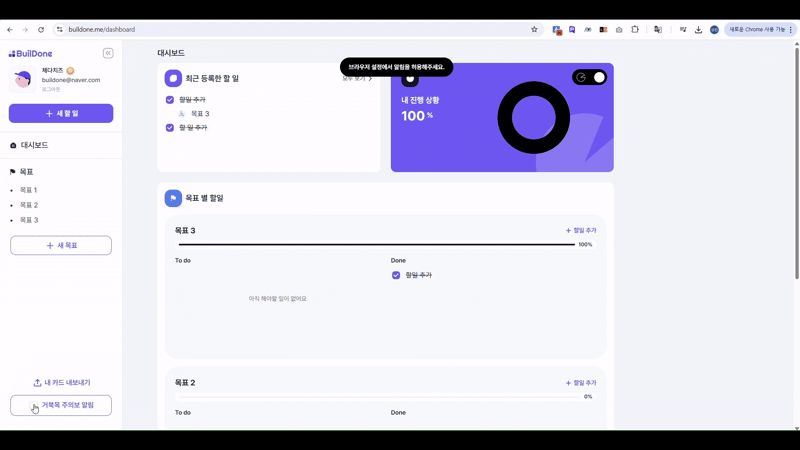 buildone.me/dashboard
새로운 Chrome 사용 가능
BuilDone
제다치즈
buildone@naver.com
로그아웃
+ 새 할 일
대시보드
목표
• 목표 1
• 목표 2
• 목표 3
+ 새 목표
내 카드 내보내기
거북목 주의보 알림
대시보드
브라우저 설정에서 알림을 허용해주세요.
최근 등록한 할 일
모두 보기 >
할일 추가
목표 3
할 일 추가
내 진행 상황
100 %
목표 별 할일
목표 3
+ 할일 추가
100%
To do
Done
할일 추가
아직 해야할 일이 없어요
목표 2
+ 할일 추가
0%
To do
Done